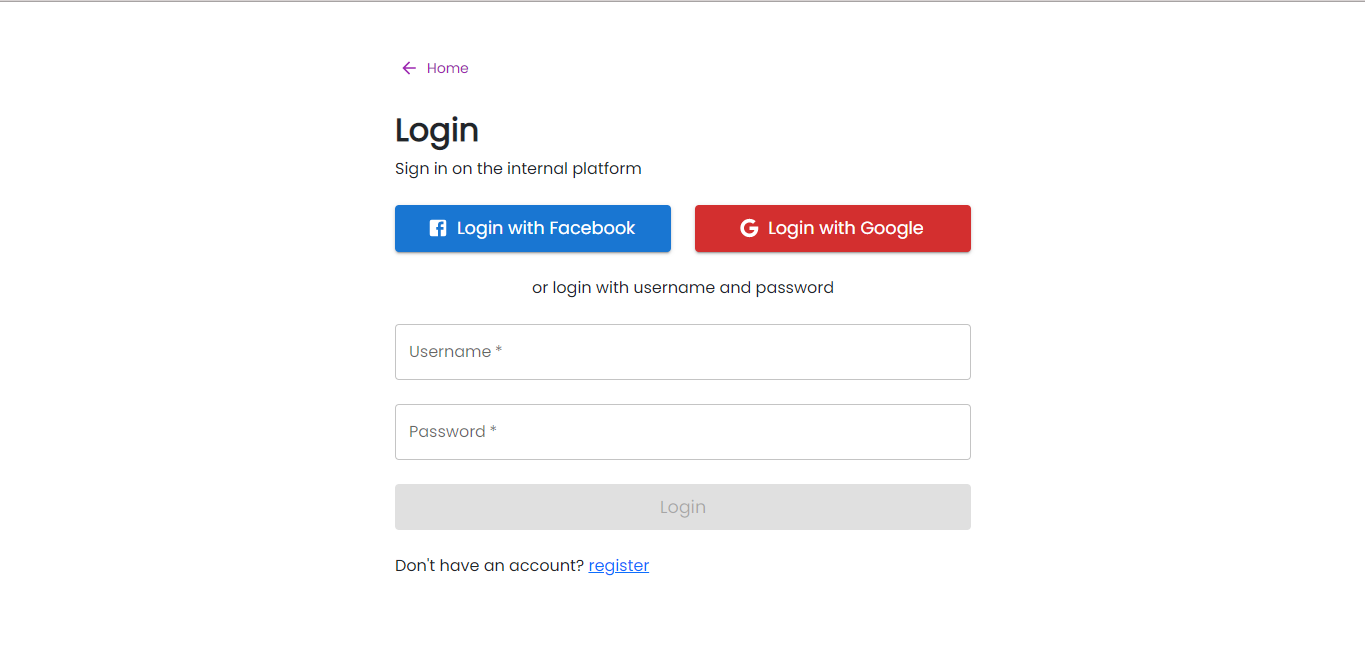 Home
Login
Sign in on the internal platform
Login with Facebook
Login with Google
or login with username and password
Username *
Password *
Login
Don't have an account? register